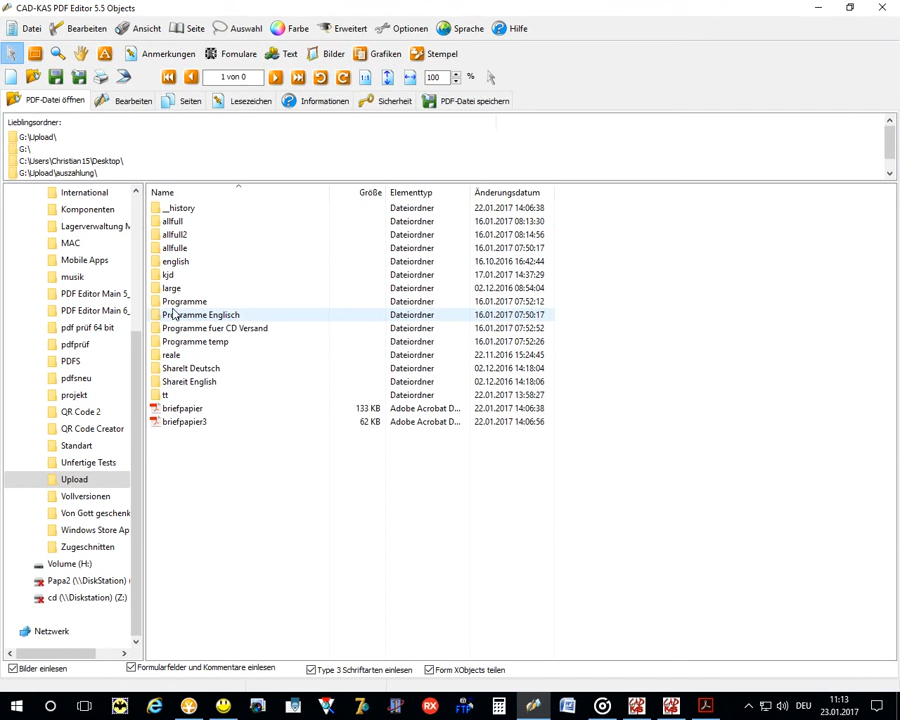 CAD-KAS PDF Editor 5.5 Objects
Datei Bearbeiten Ansicht Seite Auswahl Farbe Erweitert Optionen Sprache Hilfe
Anmerkungen Formulare Text Bilder Grafiken Stempel
1 von 0 1:1 100 %
PDF-Datei öffnen Bearbeiten Seiten Lesezeichen Informationen Sicherheit PDF-Datei speichern
Lieblingsordner:
G:\Upload\
G:\
C:\Users\Christian15\Desktop\
G:\Upload\auszahlung\
International
Komponenten
Lagerverwaltung M
MAC
Mobile Apps
musik
PDF Editor Main 5_
PDF Editor Main 6_
pdf prüf 64 bit
pdfprüf
PDFS
pdfsneu
projekt
QR Code 2
QR Code Creator
Standart
Unfertige Tests
Upload
Vollversionen
Von Gott geschenk
Windows Store Ap
Zugeschnitten
Volume (H:)
Papa2 (\\DiskStation) (
cd (\\Diskstation) (Z:)
Netzwerk
Name Größe Elementtyp Änderungsdatum
__history Dateiordner 22.01.2017 14:06:38
allfull Dateiordner 16.01.2017 08:13:30
allfull2 Dateiordner 16.01.2017 08:14:56
allfulle Dateiordner 16.01.2017 07:50:17
english Dateiordner 16.10.2016 16:42:44
kjd Dateiordner 17.01.2017 14:37:29
large Dateiordner 02.12.2016 08:54:04
Programme Dateiordner 16.01.2017 07:52:12
Programme Englisch Dateiordner 16.01.2017 07:50:17
Programme fuer CD Versand Dateiordner 16.01.2017 07:52:52
Programme temp Dateiordner 16.01.2017 07:52:26
reale Dateiordner 22.11.2016 15:24:45
ShareIt Deutsch Dateiordner 02.12.2016 14:18:04
Shareit English Dateiordner 02.12.2016 14:18:06
tt Dateiordner 22.01.2017 13:58:27
briefpapier 133 KB Adobe Acrobat D... 22.01.2017 14:06:38
briefpapier3 62 KB Adobe Acrobat D... 22.01.2017 14:06:56
Bilder einlesen Formularfelder und Kommentare einlesen Type 3 Schriftarten einlesen Form XObjects teilen
RX FTP DEU 11:13
23.01.2017